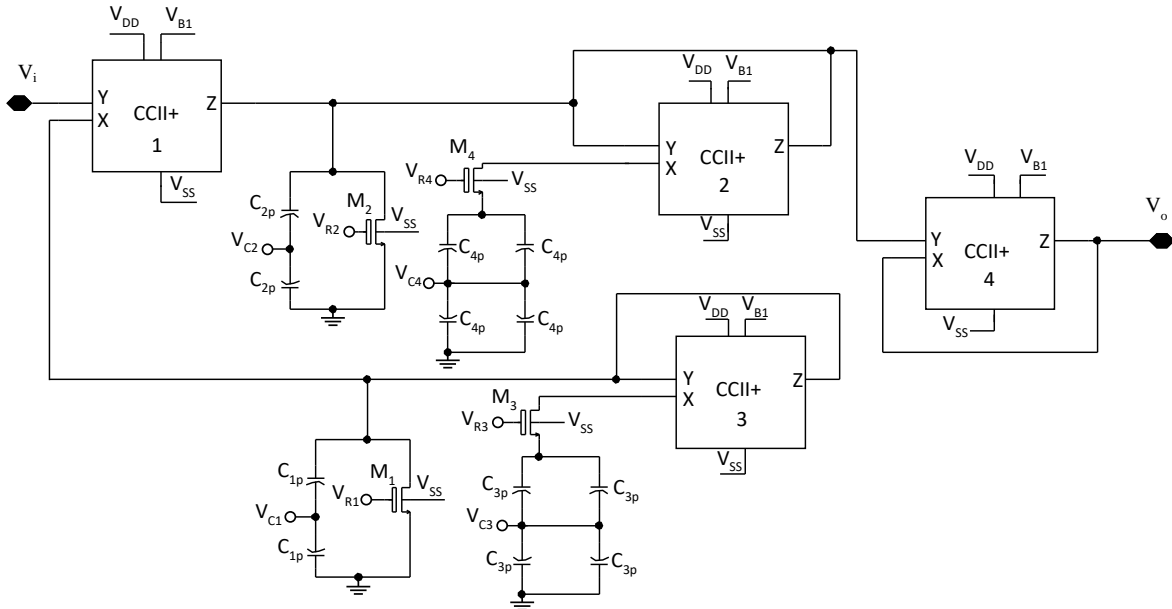 V_DD V_B1
V_i
Y Z
X CCII+
1
V_SS
V_DD V_B1
M_4
V_R4 V_SS
Y Z
X CCII+
2
V_SS
C_2p M_2 V_SS
V_R2
V_C2
C_2p
C_4p C_4p
V_C4
C_4p C_4p
V_DD V_B1
V_o
Y Z
X CCII+
4
V_SS
V_DD V_B1
M_3
V_R3 V_SS
Y Z
X CCII+
3
V_SS
C_1p M_1 V_SS
V_R1
V_C1
C_1p
C_3p C_3p
V_C3
C_3p C_3p